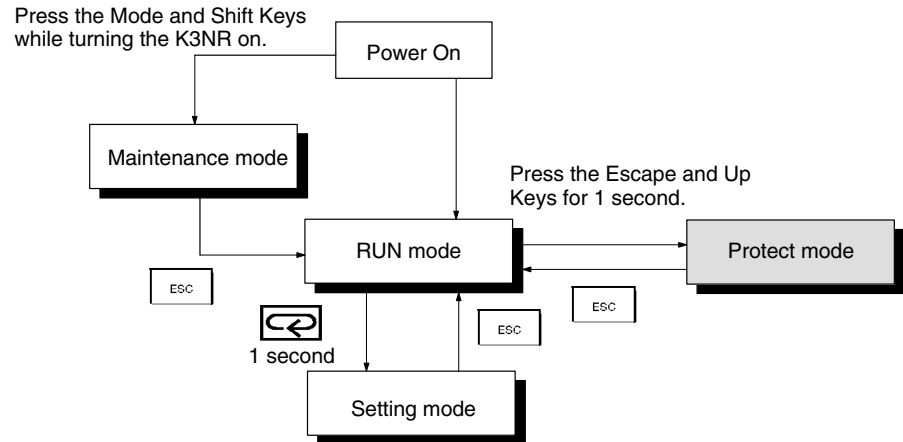 Press the Mode and Shift Keys
while turning the K3NR on.
Power On
Maintenance mode
Press the Escape and Up
Keys for 1 second.
RUN mode
Protect mode
ESC
ESC
ESC
1 second
Setting mode